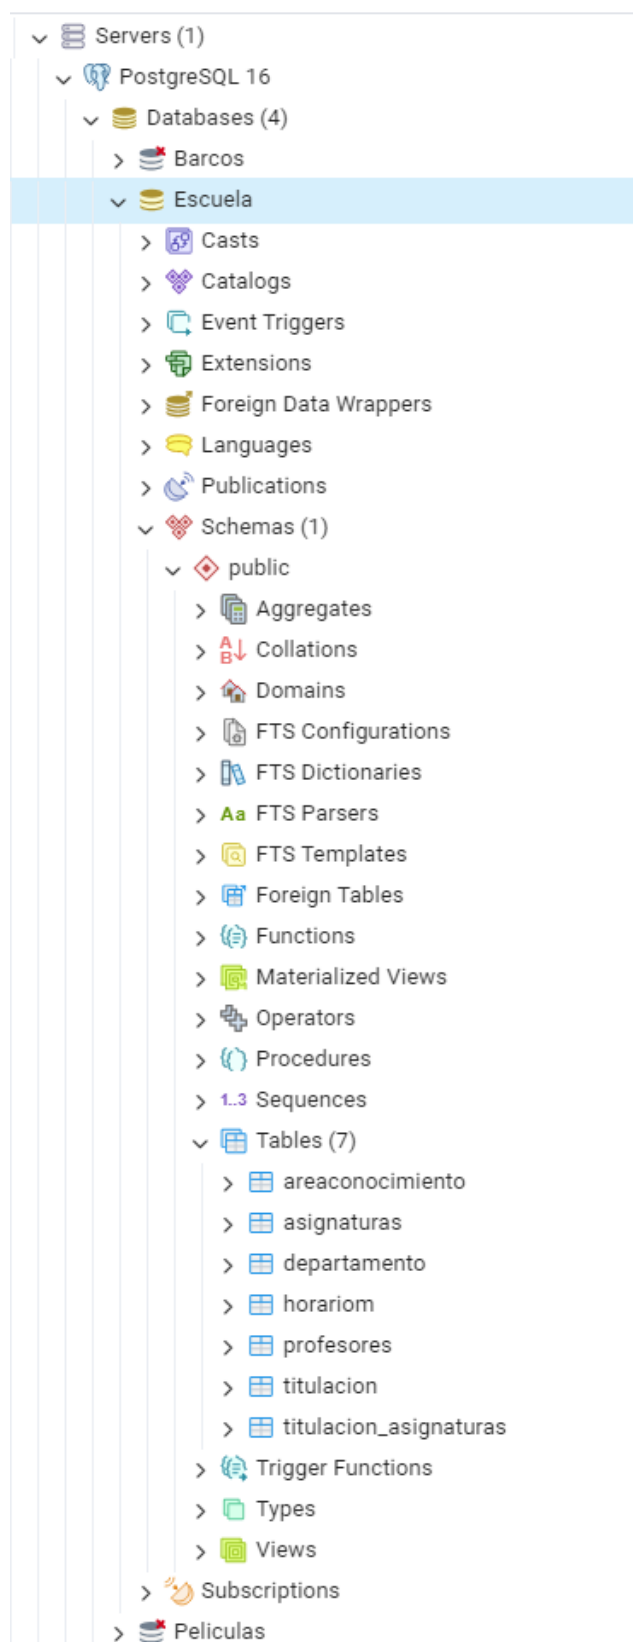 Servers (1)
PostgreSQL 16
Databases (4)
Barcos
Escuela
Casts
Catalogs
Event Triggers
Extensions
Foreign Data Wrappers
Languages
Publications
Schemas (1)
public
Aggregates
Collations
Domains
FTS Configurations
FTS Dictionaries
Aa FTS Parsers
FTS Templates
Foreign Tables
Functions
Materialized Views
Operators
Procedures
1..3 Sequences
Tables (7)
areaconocimiento
asignaturas
departamento
horariom
profesores
titulacion
titulacion_asignaturas
Trigger Functions
Types
Views
Subscriptions
Peliculas